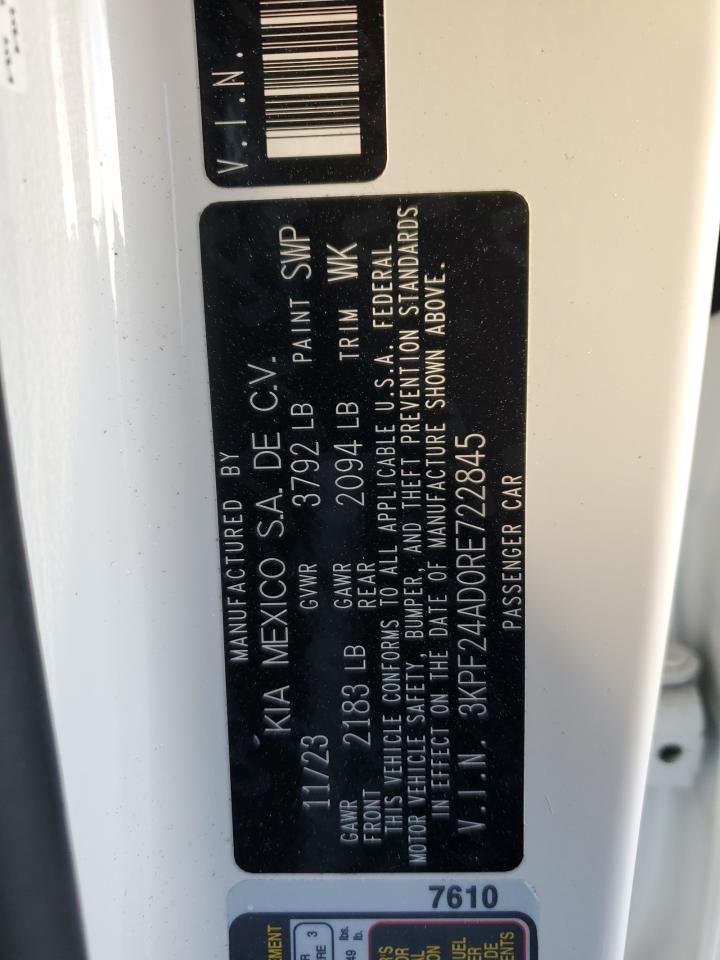 V.I.N.
MANUFACTURED BY
KIA MEXICO S.A. DE C.V.
11/23 GVWR 3792 LB PAINT SWP
GAWR FRONT 2183 LB GAWR REAR 2094 LB TRIM WK
THIS VEHICLE CONFORMS TO ALL APPLICABLE U.S.A. FEDERAL
MOTOR VEHICLE SAFETY, BUMPER, AND THEFT PREVENTION STANDARDS
IN EFFECT ON THE DATE OF MANUFACTURE SHOWN ABOVE.
V.I.N. 3KPF24AD0RE722845
PASSENGER CAR
7610